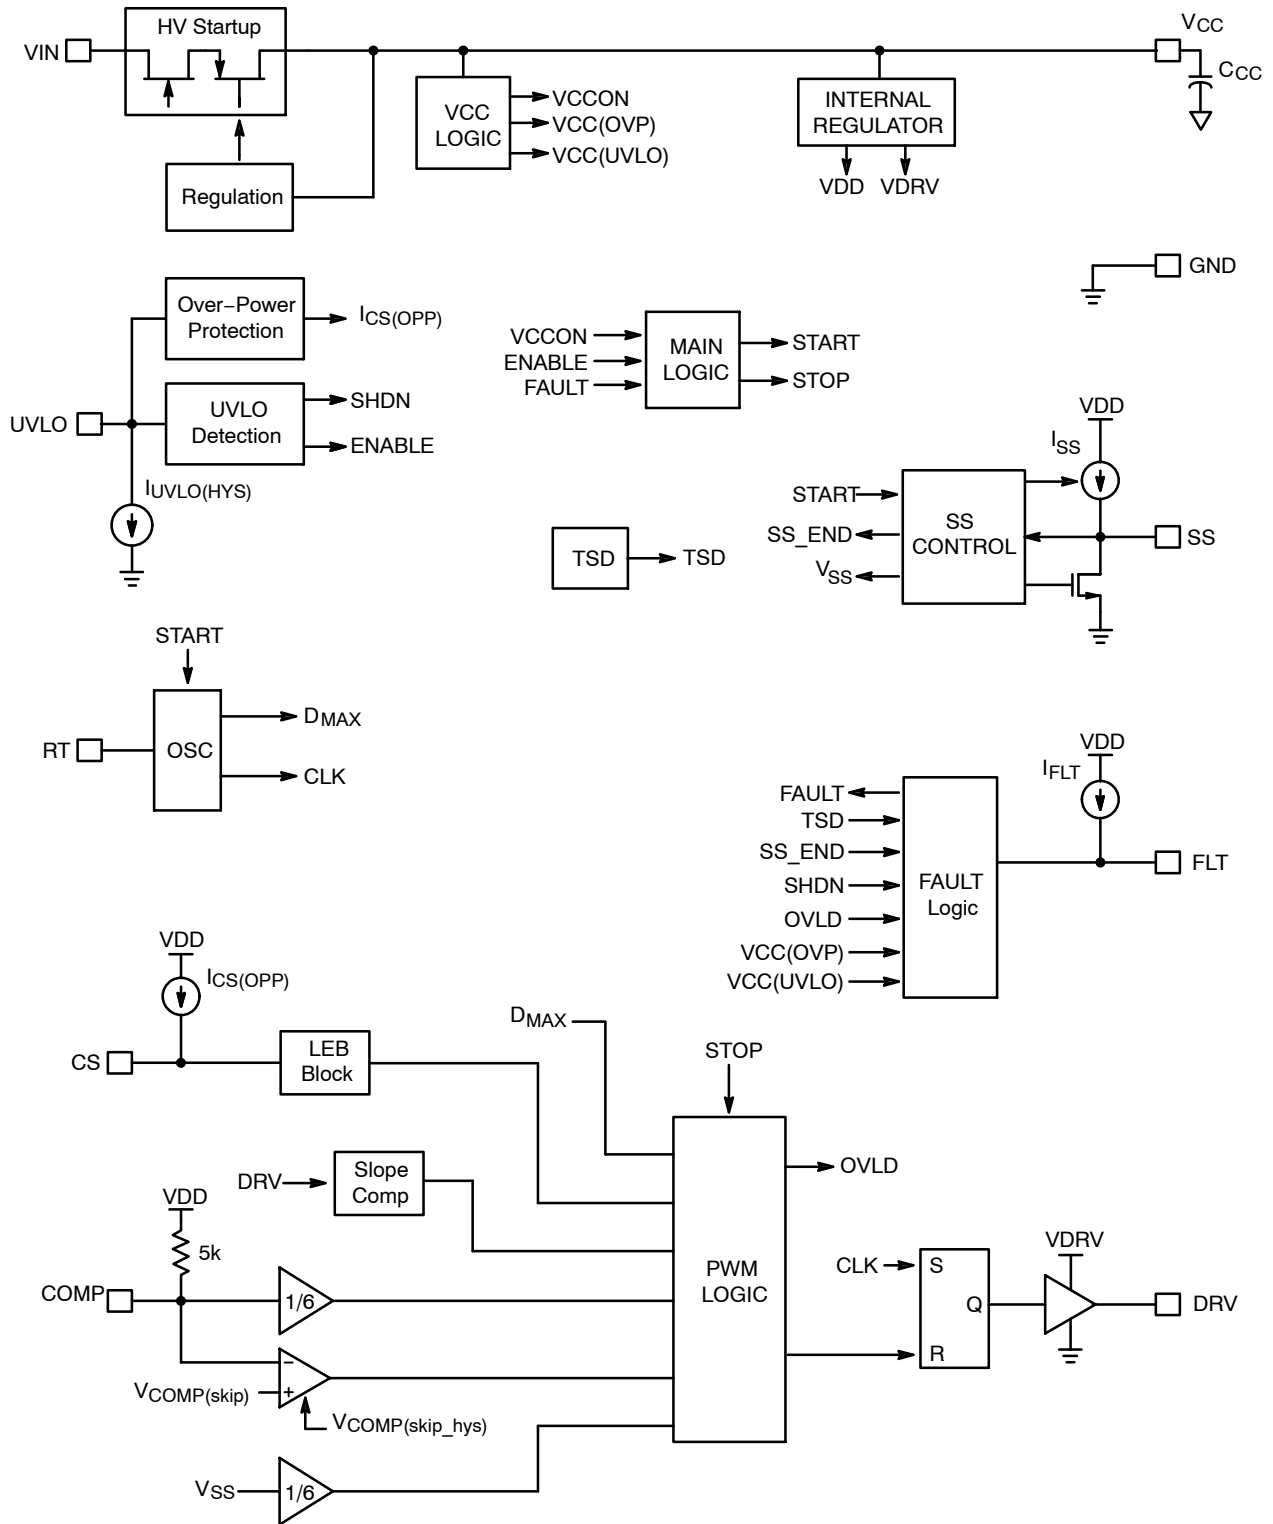 HV Startup
VIN
VCC
CCC
VCC
LOGIC
VCCON
VCC(OVP)
VCC(UVLO)
INTERNAL
REGULATOR
VDD
VDRV
Regulation
GND
Over−Power
Protection
ICS(OPP)
UVLO
UVLO
Detection
SHDN
ENABLE
IUVLO(HYS)
VCCON
ENABLE
FAULT
MAIN
LOGIC
START
STOP
VDD
ISS
START
SS_END
VSS
SS
CONTROL
SS
TSD
TSD
START
RT
OSC
DMAX
CLK
VDD
IFLT
FAULT
TSD
SS_END
SHDN
OVLD
VCC(OVP)
VCC(UVLO)
FAULT
Logic
FLT
VDD
ICS(OPP)
CS
LEB
Block
DMAX
STOP
DRV
Slope
Comp
OVLD
VDD
5k
COMP
1/6
PWM
LOGIC
CLK
S
Q
R
VDRV
DRV
−
+
VCOMP(skip)
VCOMP(skip_hys)
VSS
1/6